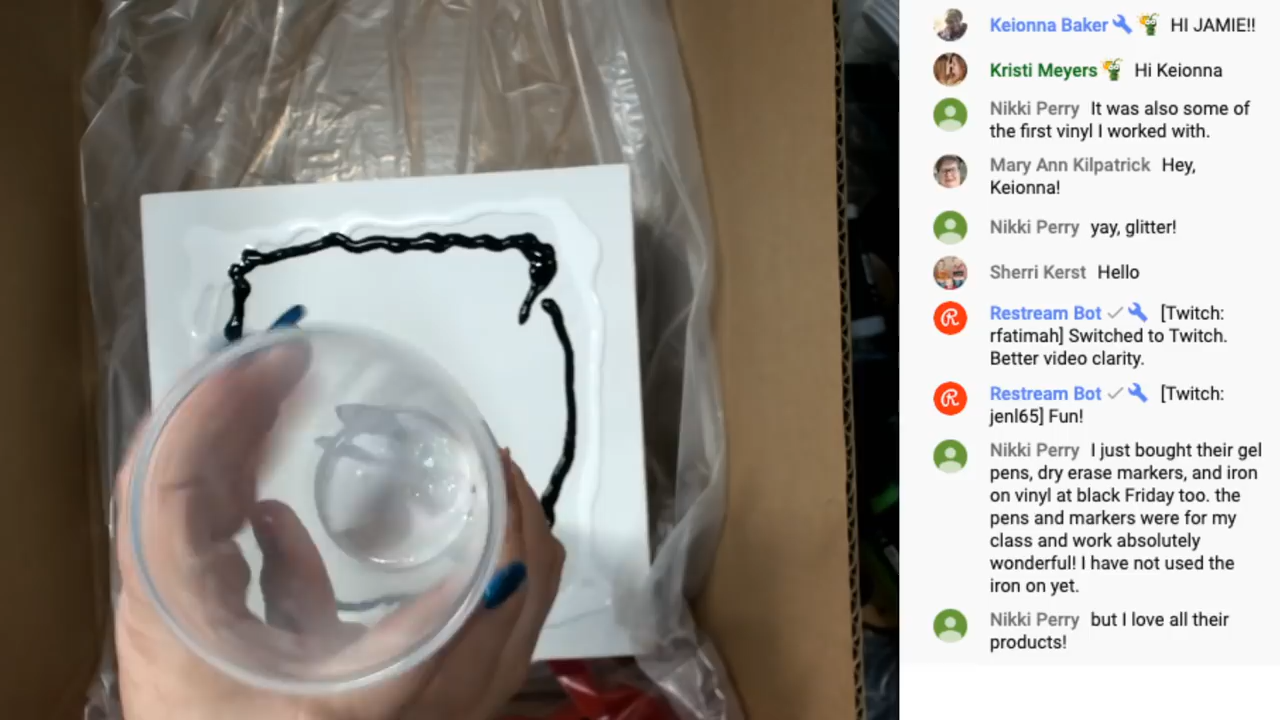 Keionna Baker HI JAMIE!!
Kristi Meyers Hi Keionna
Nikki Perry It was also some of
the first vinyl I worked with.
Mary Ann Kilpatrick Hey,
Keionna!
Nikki Perry yay, glitter!
Sherri Kerst Hello
Restream Bot [Twitch:
rfatimah] Switched to Twitch.
Better video clarity.
Restream Bot [Twitch:
jenl65] Fun!
Nikki Perry I just bought their gel
pens, dry erase markers, and iron
on vinyl at black Friday too. the
pens and markers were for my
class and work absolutely
wonderful! I have not used the
iron on yet.
Nikki Perry but I love all their
products!